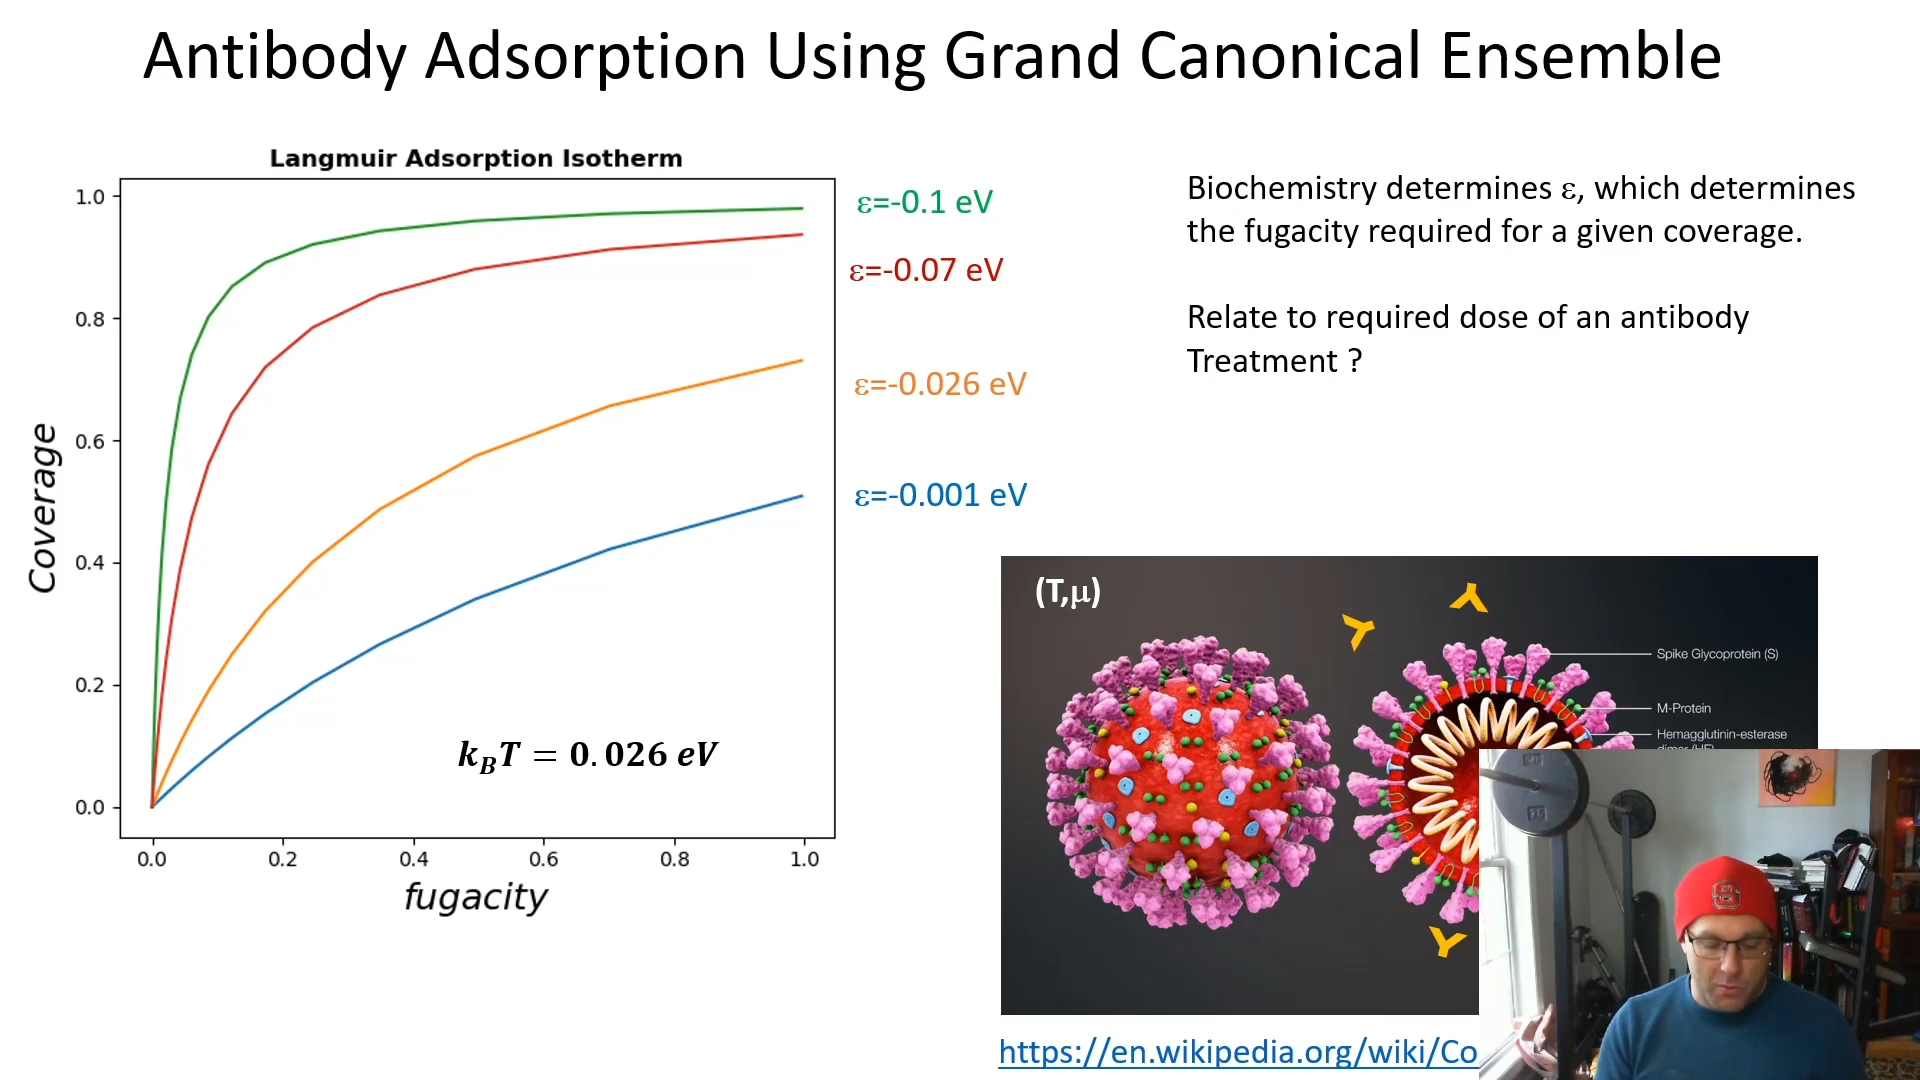 Antibody Adsorption Using Grand Canonical Ensemble
Langmuir Adsorption Isotherm
1.0
0.8
0.6
0.4
0.2
0.0
Coverage
0.0 0.2 0.4 0.6 0.8 1.0
fugacity
k_BT = 0.026 eV
ε=-0.1 eV
ε=-0.07 eV
ε=-0.026 eV
ε=-0.001 eV
Biochemistry determines ε, which determines
the fugacity required for a given coverage.
Relate to required dose of an antibody
Treatment ?
(T,μ)
Spike Glycoprotein (S)
M-Protein
Hemagglutinin-esterase
dimer (HE)
https://en.wikipedia.org/wiki/Co
25